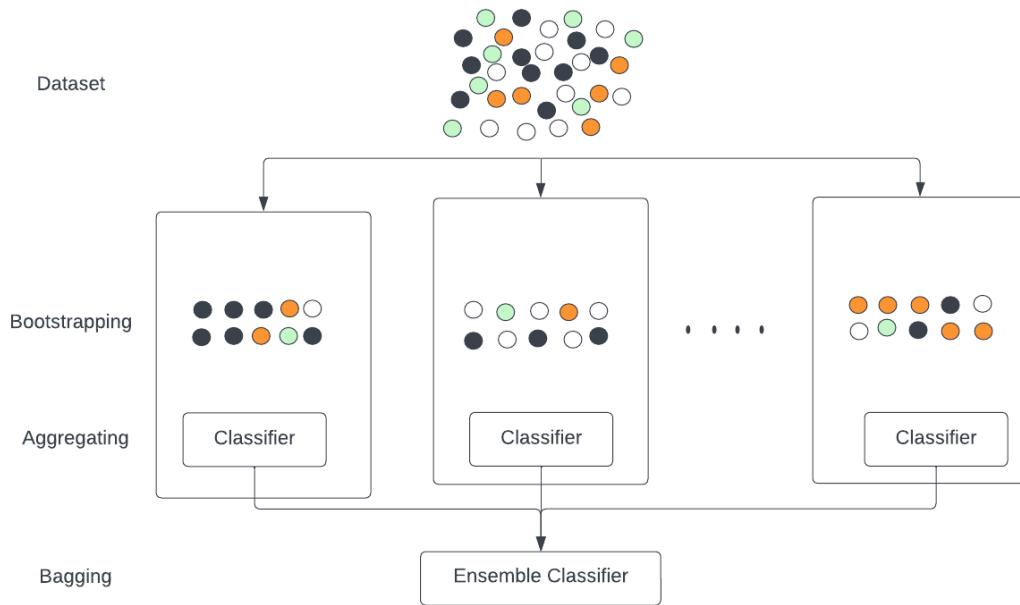 Dataset
Bootstrapping
Aggregating
Classifier
Classifier
Classifier
Bagging
Ensemble Classifier